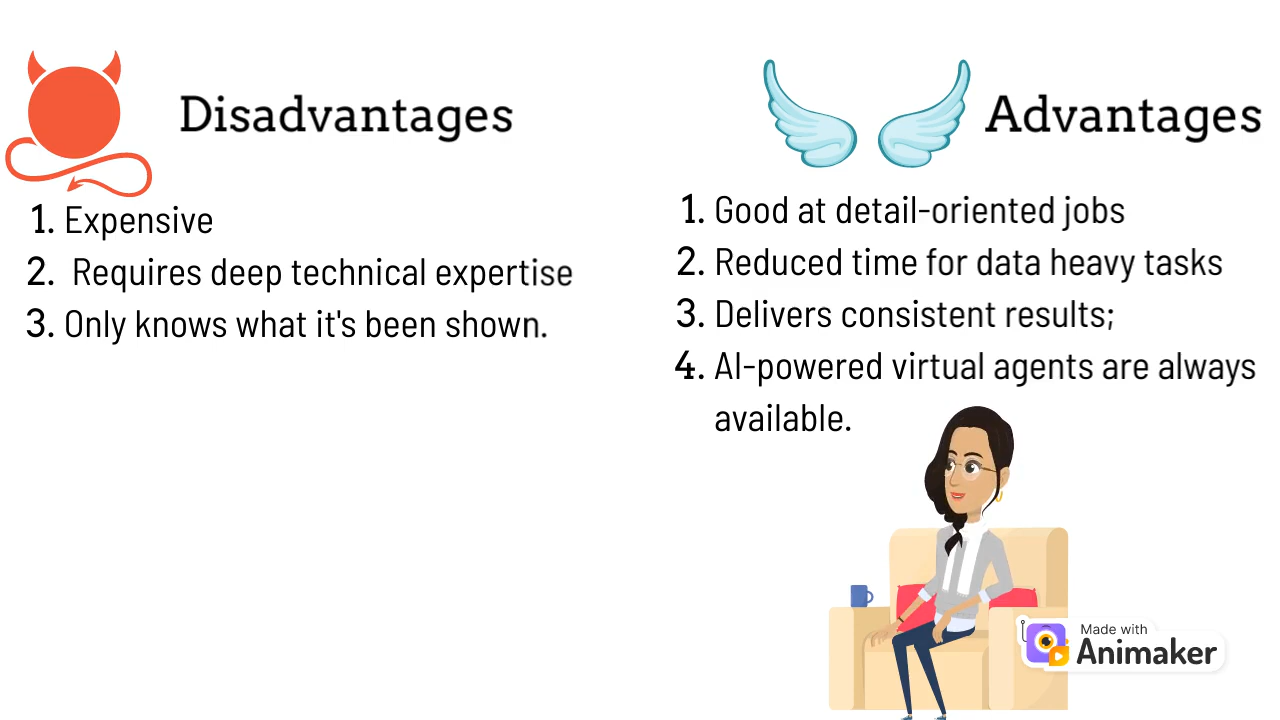 Disadvantages
1. Expensive
2. Requires deep technical expertise
3. Only knows what it's been shown.
Advantages
1. Good at detail-oriented jobs
2. Reduced time for data heavy tasks
3. Delivers consistent results;
4. AI-powered virtual agents are always
available.
Made with
Animaker